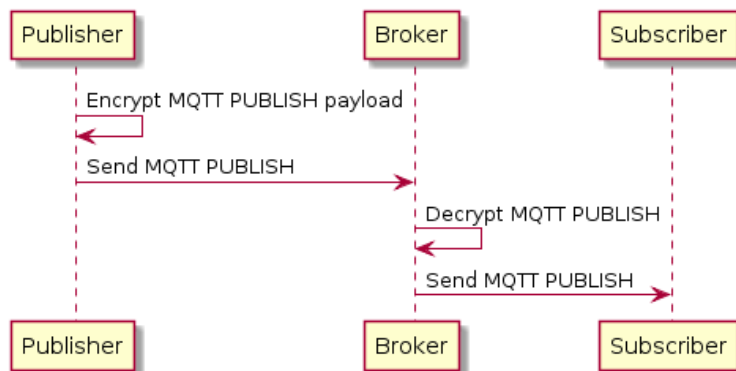 Publisher
Broker
Subscriber
Encrypt MQTT PUBLISH payload
Send MQTT PUBLISH
Decrypt MQTT PUBLISH
Send MQTT PUBLISH
Publisher
Broker
Subscriber